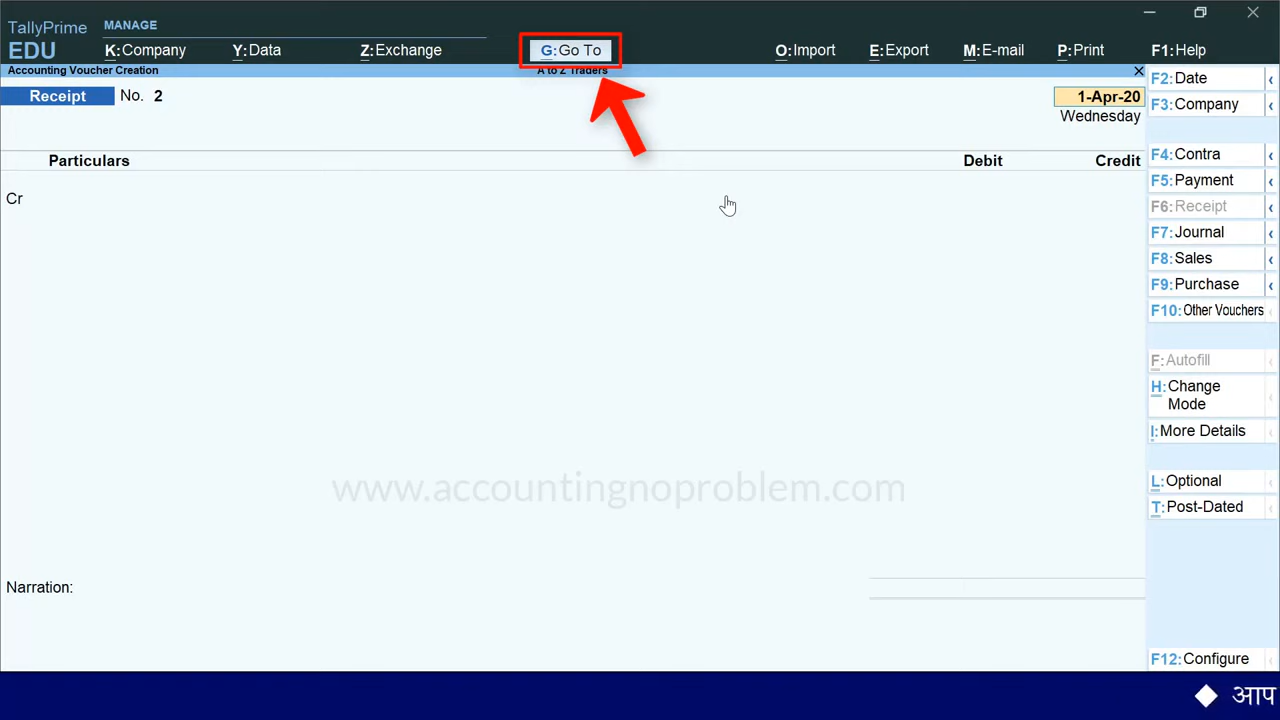 TallyPrime
EDU
MANAGE
K:Company Y:Data Z:Exchange G:Go To O:Import E:Export M:E-mail P:Print F1:Help
Accounting Voucher Creation A to Z Traders
Receipt No. 2 1-Apr-20
Wednesday
Particulars Debit Credit
Cr
www.accountingnoproblem.com
Narration:
F2:Date
F3:Company
F4:Contra
F5:Payment
F6:Receipt
F7:Journal
F8:Sales
F9:Purchase
F10:Other Vouchers
F:Autofill
H:Change
Mode
I:More Details
L:Optional
T:Post-Dated
F12:Configure
आप